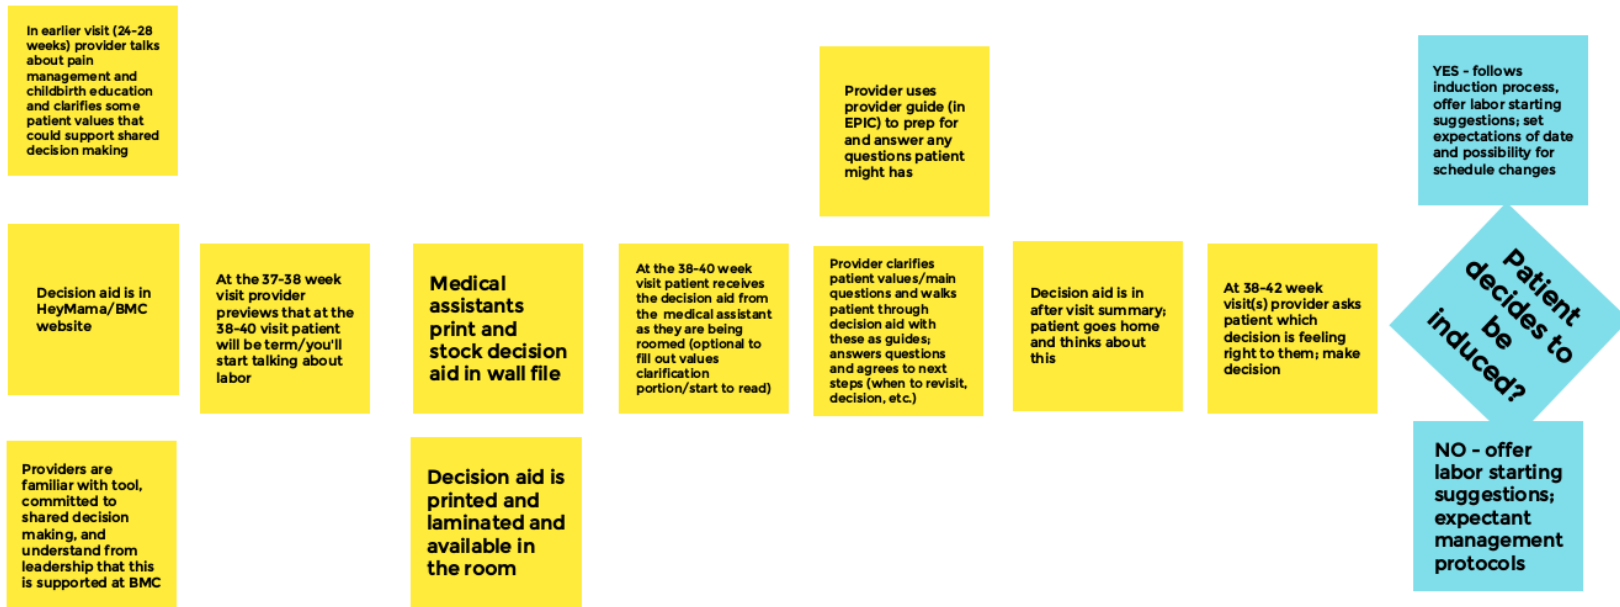 In earlier visit (24-28
weeks) provider talks
about pain
management and
childbirth education
and clarifies some
patient values that
could support shared
decision making
Decision aid is in
HeyMama/BMC
website
Providers are
familiar with tool,
committed to
shared decision
making, and
understand from
leadership that this
is supported at BMC
At the 37-38 week
visit provider
previews that at the
38-40 visit patient
will be term/you'll
start talking about
labor
Medical
assistants
print and
stock decision
aid in wall file
Decision aid is
printed and
laminated and
available in
the room
At the 38-40 week
visit patient receives
the decision aid from
the medical assistant
as they are being
roomed (optional to
fill out values
clarification
portion/start to read)
Provider uses
provider guide (in
EPIC) to prep for
and answer any
questions patient
might has
Provider clarifies
patient values/main
questions and walks
patient through
decision aid with
these as guides;
answers questions
and agrees to next
steps (when to revisit,
decision, etc.)
Decision aid is in
after visit summary;
patient goes home
and thinks about
this
At 38-42 week
visit(s) provider asks
patient which
decision is feeling
right to them; make
decision
YES - follows
induction process,
offer labor starting
suggestions; set
expectations of date
and possibility for
schedule changes
Patient
decides to
be
induced?
NO - offer
labor starting
suggestions;
expectant
management
protocols